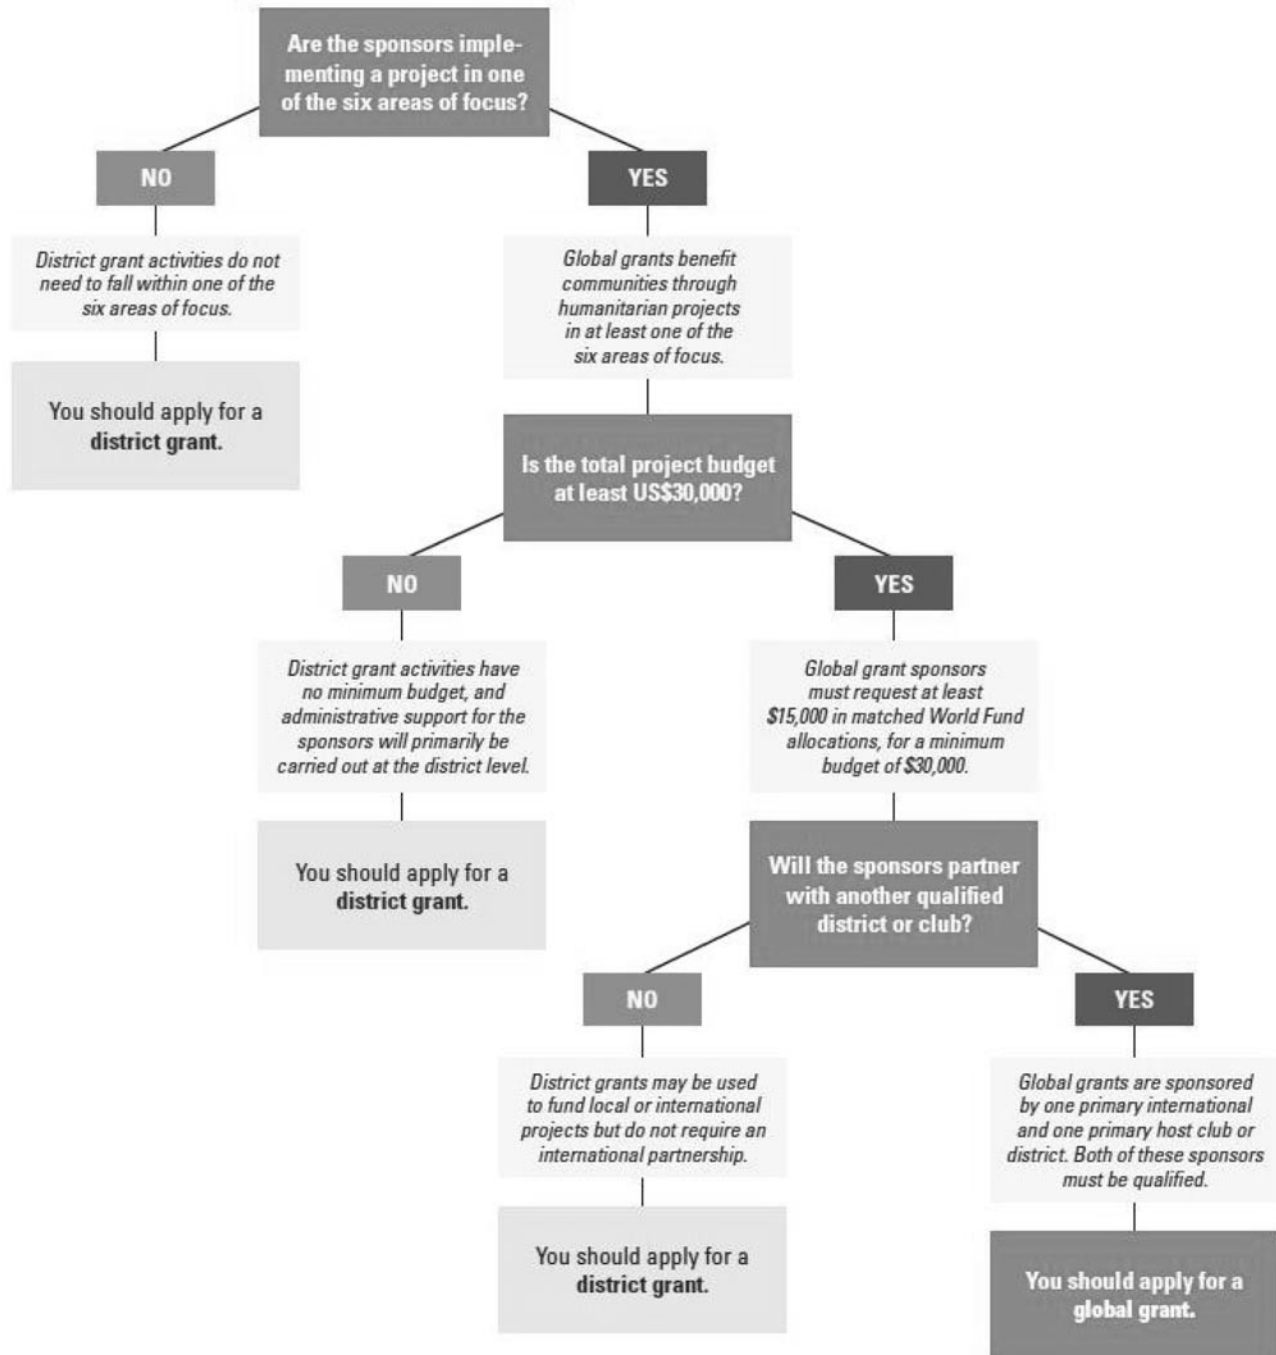 Are the sponsors imple-
menting a project in one
of the six areas of focus?
NO
YES
District grant activities do not
need to fall within one of the
six areas of focus.
Global grants benefit
communities through
humanitarian projects
in at least one of the
six areas of focus.
You should apply for a
district grant.
Is the total project budget
at least US$30,000?
NO
YES
District grant activities have
no minimum budget, and
administrative support for the
sponsors will primarily be
carried out at the district level.
Global grant sponsors
must request at least
$15,000 in matched World Fund
allocations, for a minimum
budget of $30,000.
You should apply for a
district grant.
Will the sponsors partner
with another qualified
district or club?
NO
YES
District grants may be used
to fund local or international
projects but do not require an
international partnership.
Global grants are sponsored
by one primary international
and one primary host club or
district. Both of these sponsors
must be qualified.
You should apply for a
district grant.
You should apply for a
global grant.